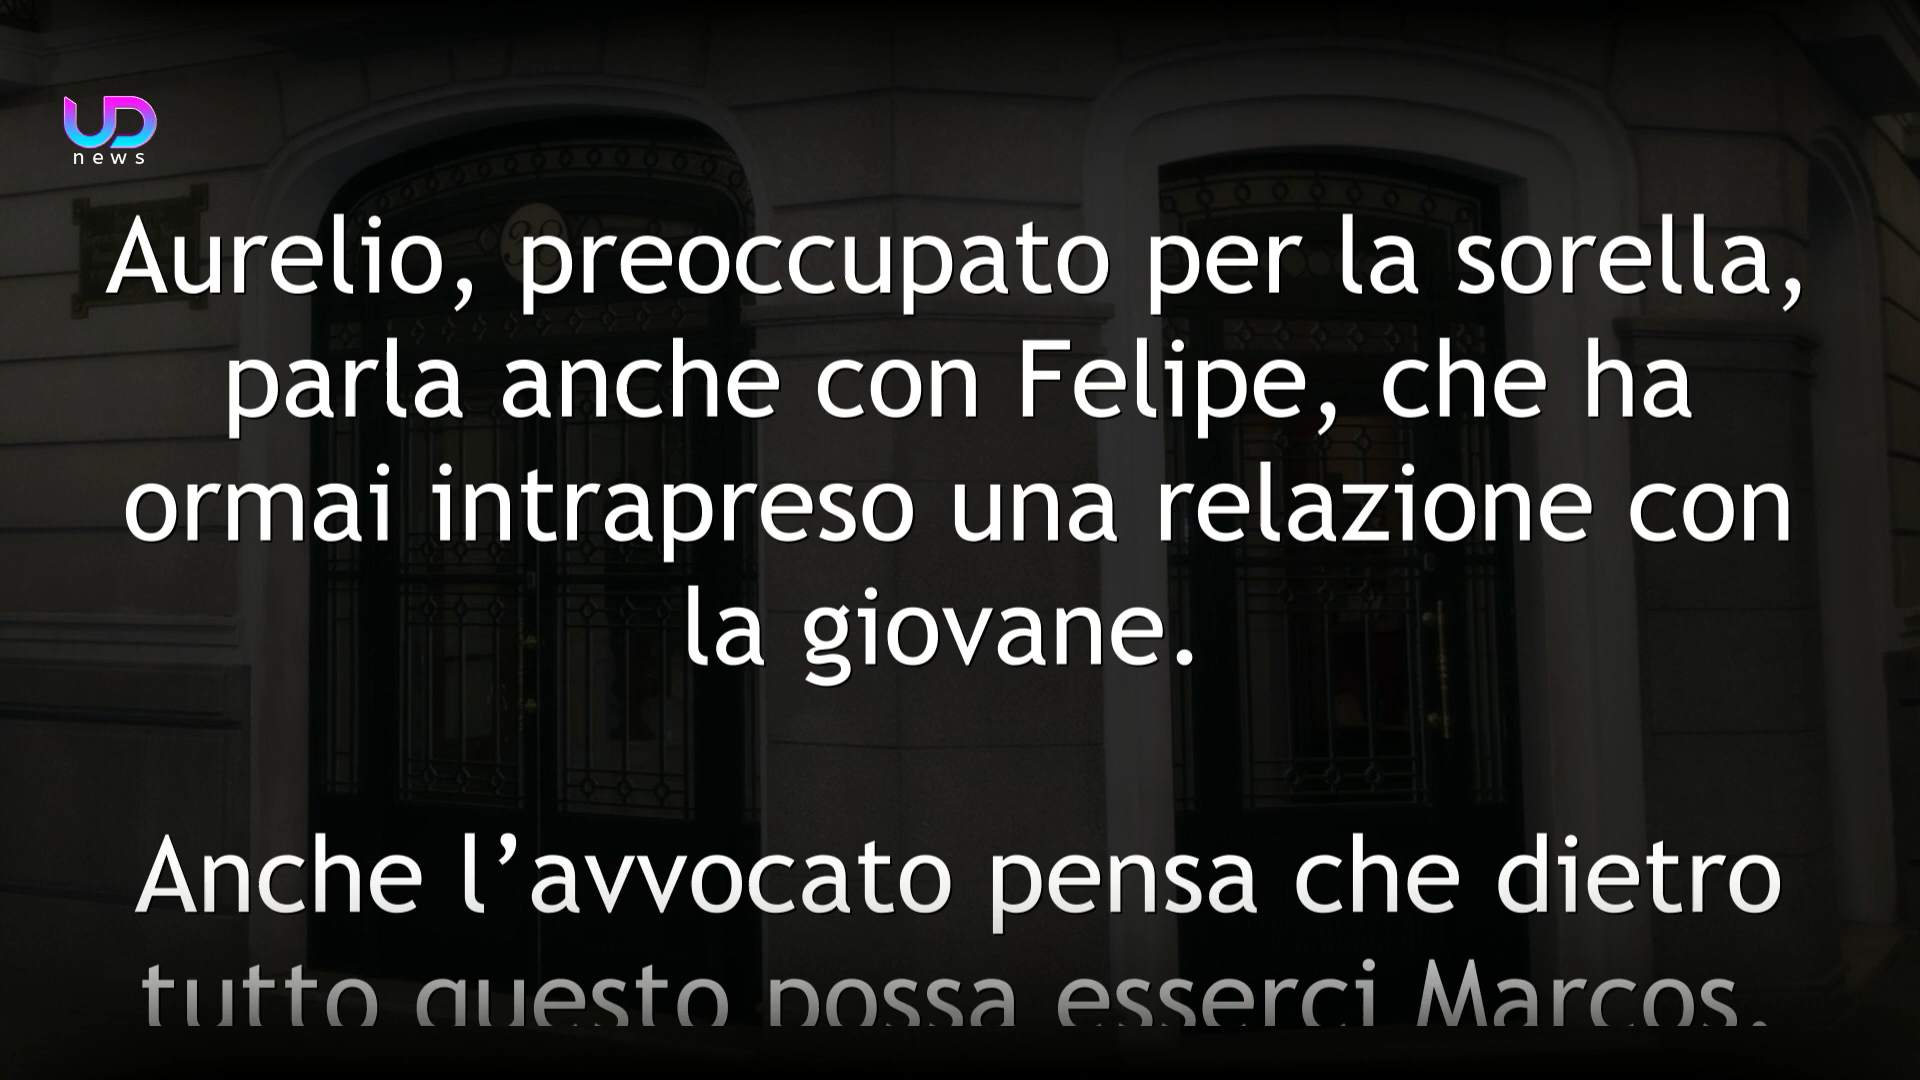 UD
news
38
Aurelio, preoccupato per la sorella,
parla anche con Felipe, che ha
ormai intrapreso una relazione con
la giovane.
Anche l’avvocato pensa che dietro
tutto questo possa esserci Marcos.